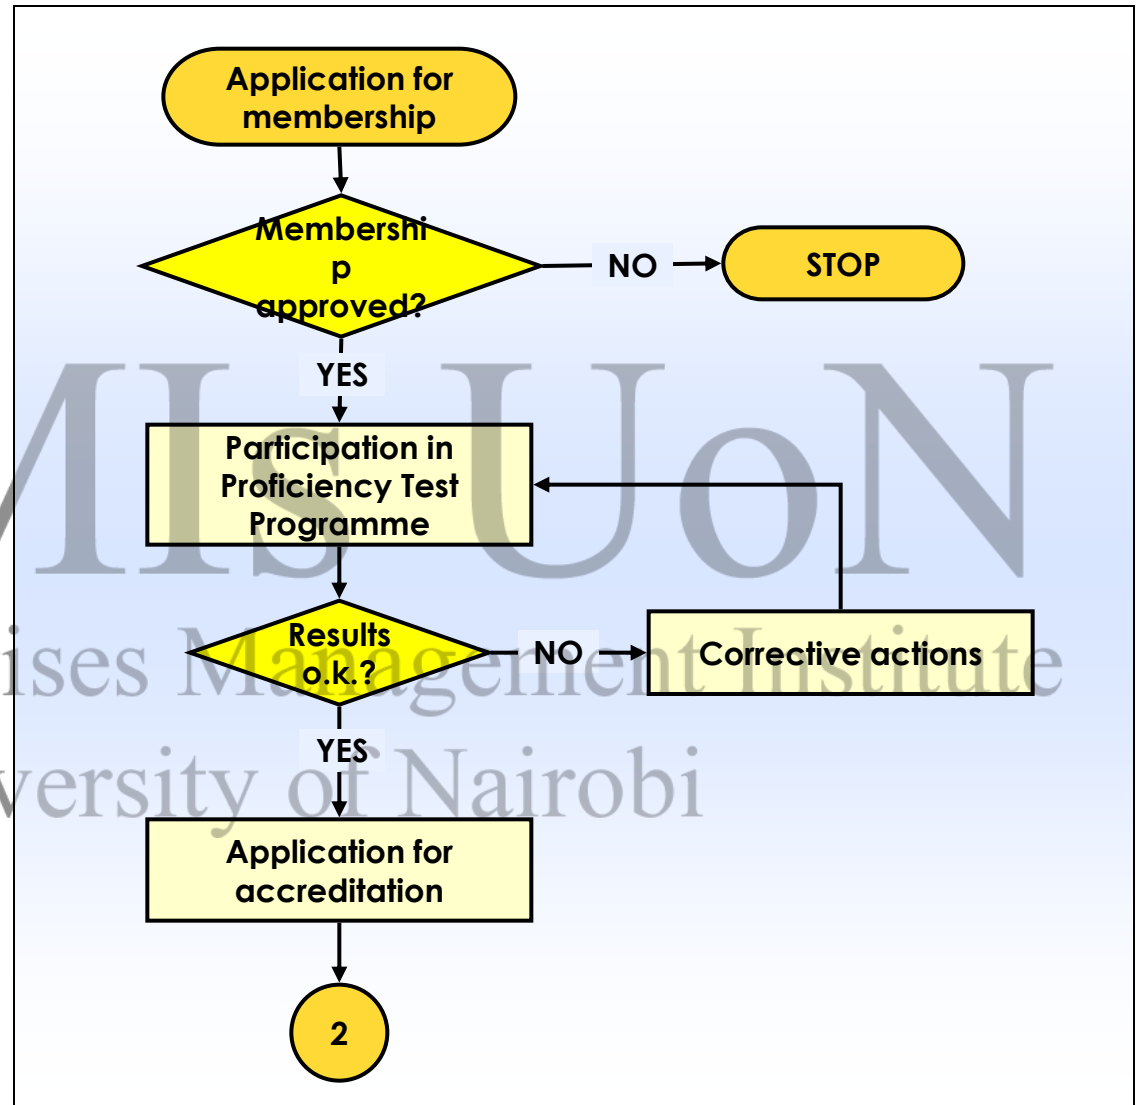 Application for
membership
Membershi
p
approved?
NO
STOP
YES
MIs UoN
Participation in
Proficiency Test
Programme
Results
o.k.?
NO
Corrective actions
ises Management Institute
YES
versity of Nairobi
Application for
accreditation
2